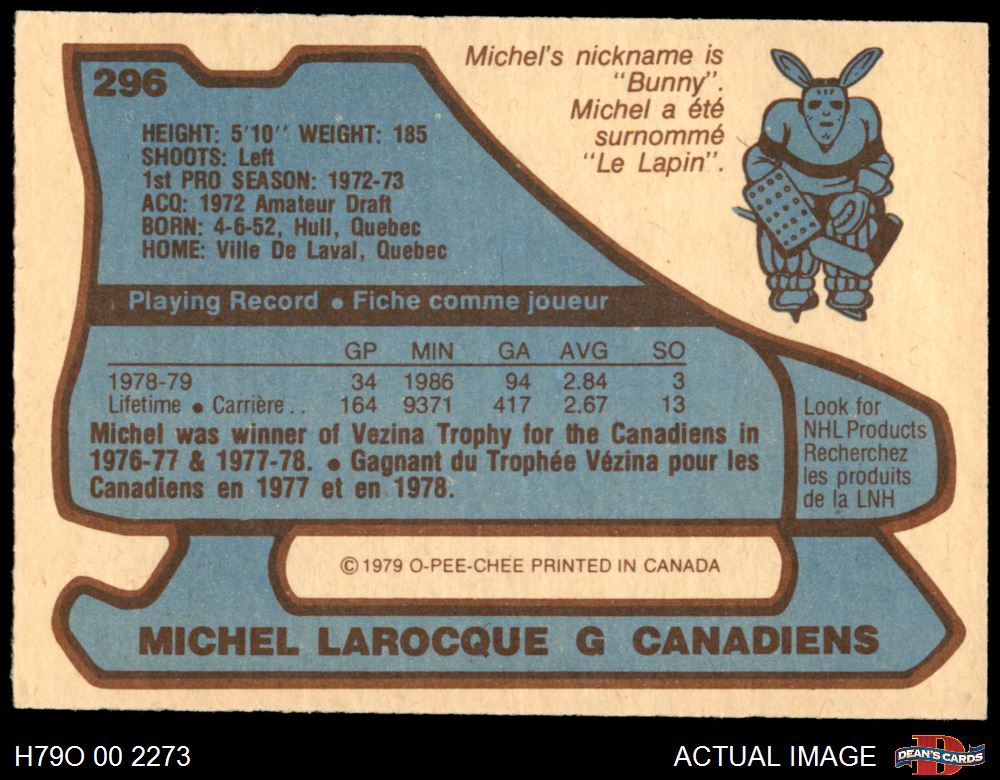 296
HEIGHT: 5'10'' WEIGHT: 185
SHOOTS: Left
1st PRO SEASON: 1972-73
ACQ: 1972 Amateur Draft
BORN: 4-6-52, Hull, Quebec
HOME: Ville De Laval, Quebec
Michel's nickname is
"Bunny".
Michel a été
surnommé
"Le Lapin".
Playing Record • Fiche comme joueur
GP MIN GA AVG SO
1978-79 34 1986 94 2.84 3
Lifetime • Carrière . . 164 9371 417 2.67 13
Michel was winner of Vezina Trophy for the Canadiens in
1976-77 & 1977-78. • Gagnant du Trophée Vézina pour les
Canadiens en 1977 et en 1978.
Look for
NHL Products
Recherchez
les produits
de la LNH
© 1979 O-PEE-CHEE PRINTED IN CANADA
MICHEL LAROCQUE G CANADIENS
H79O 00 2273
ACTUAL IMAGE
D
DEAN'S CARDS